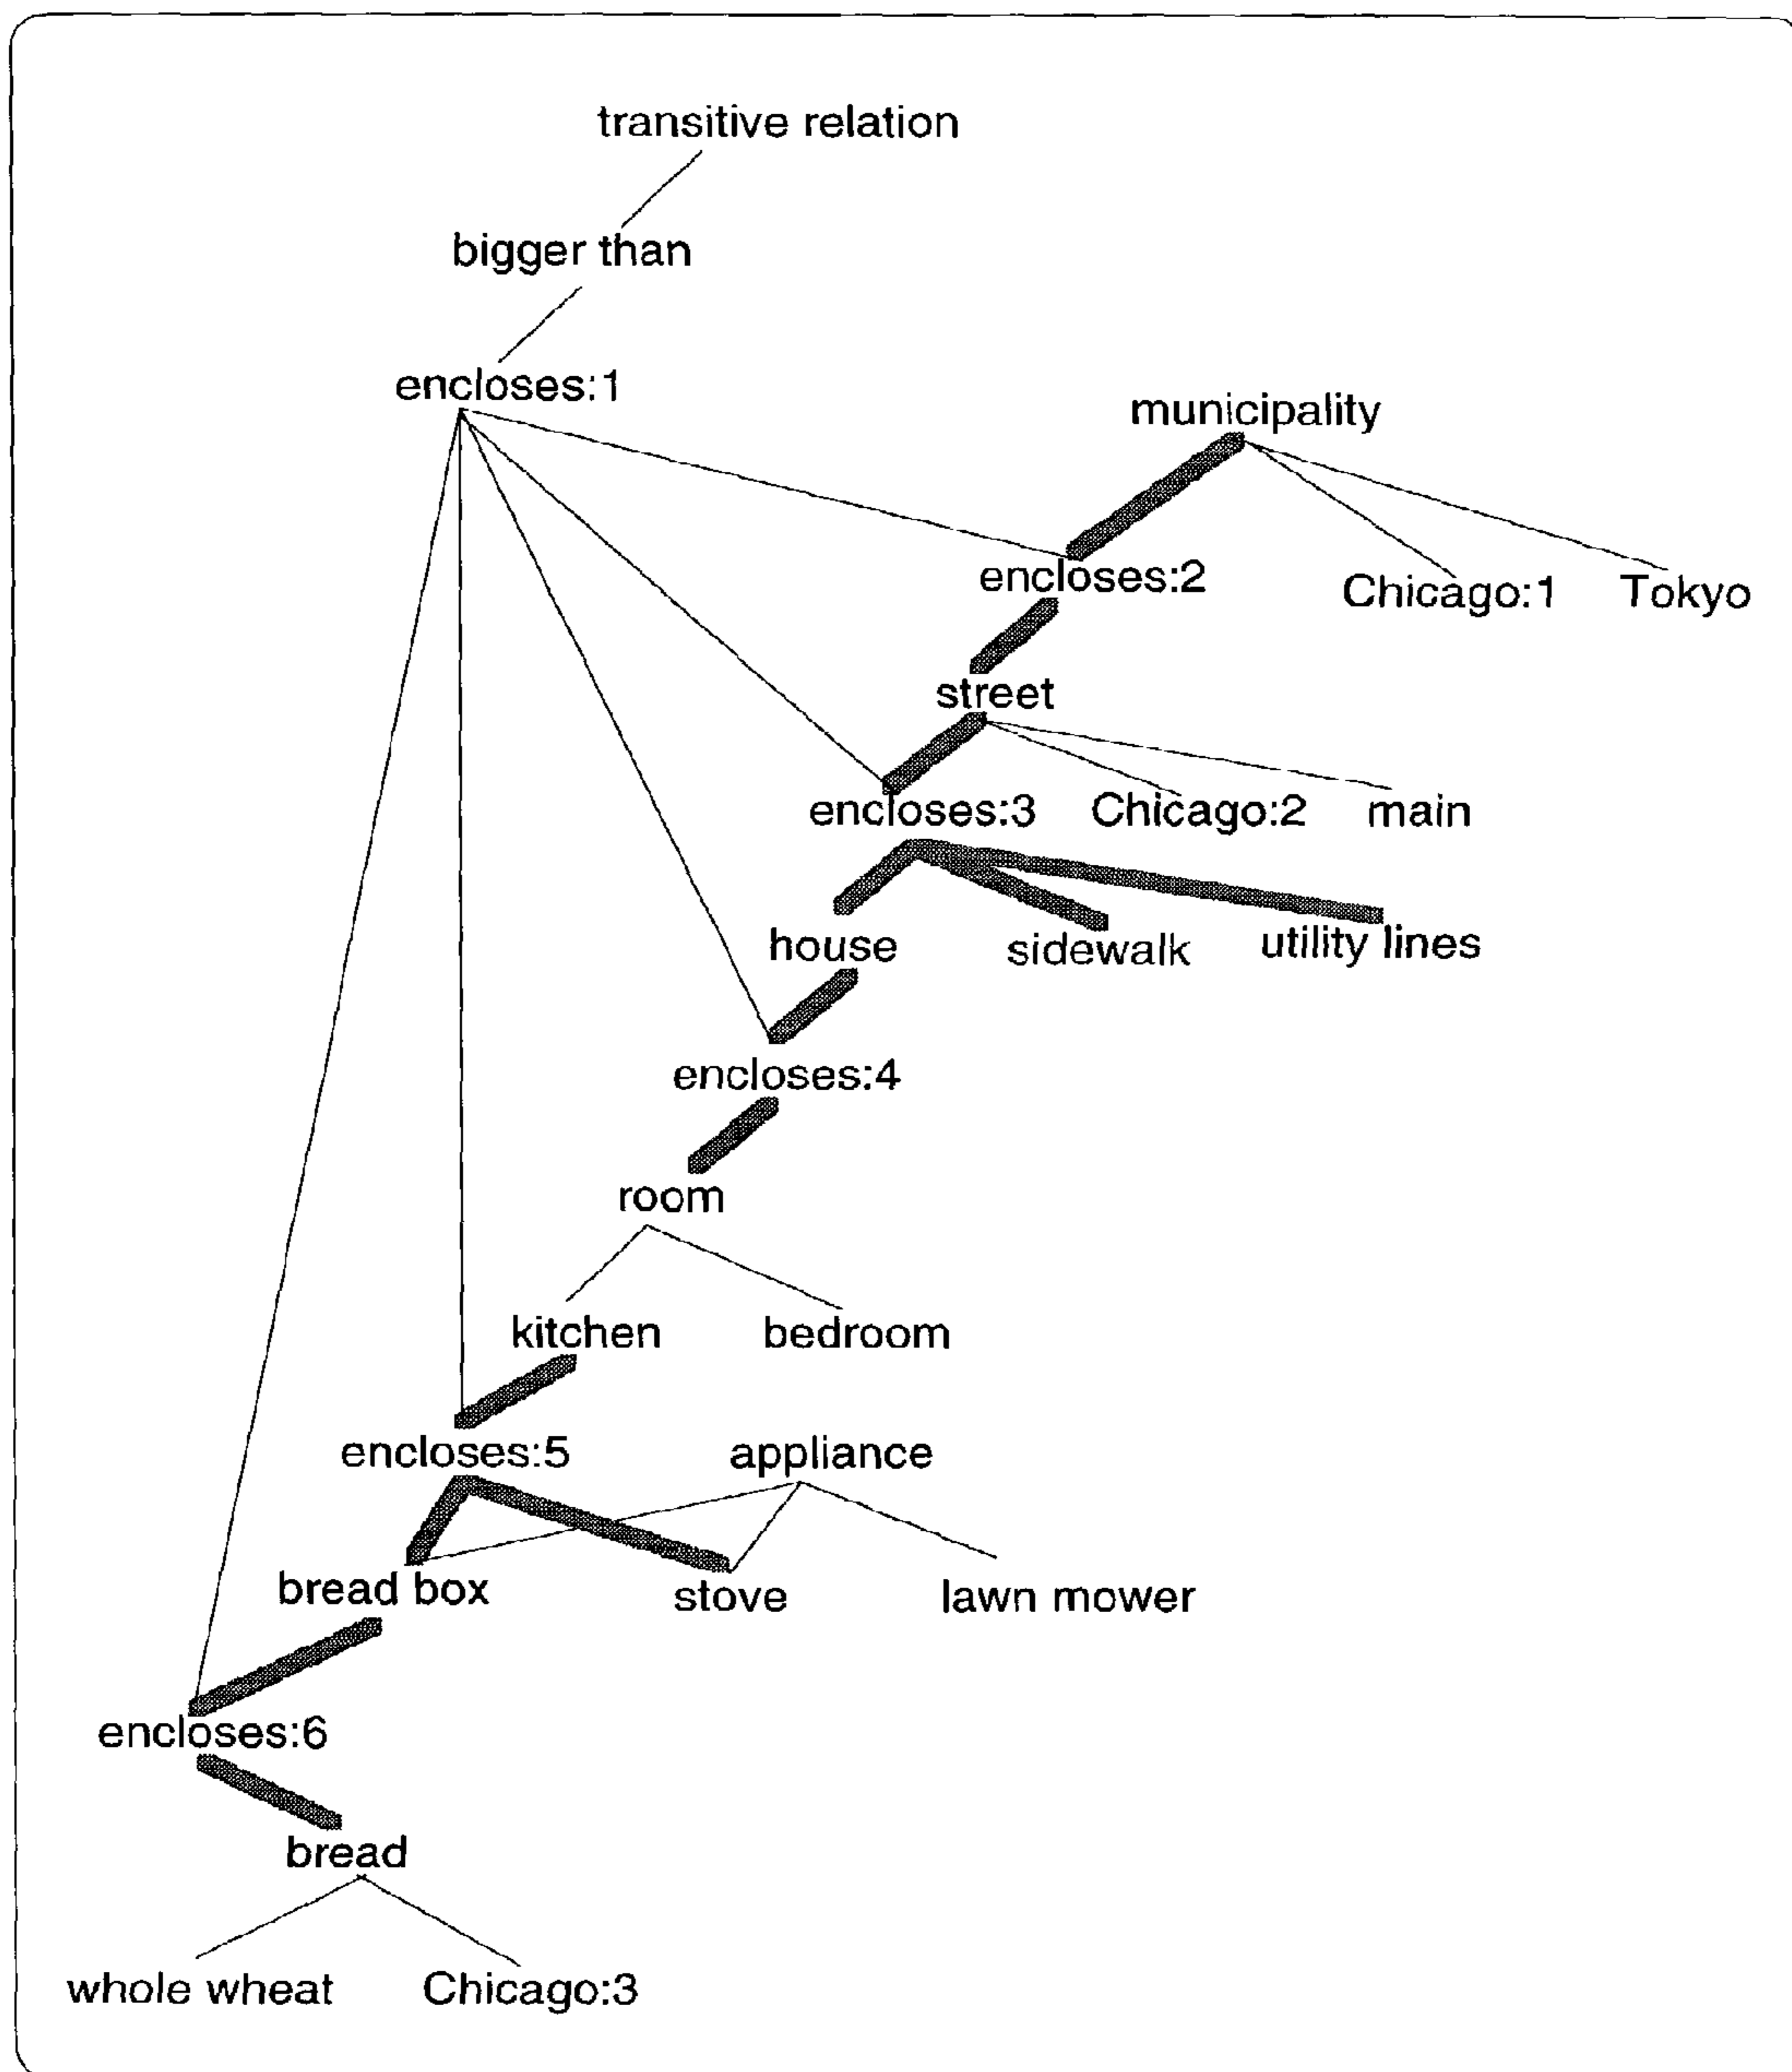 transitive relation
bigger than
encloses:1
municipality
encloses:2
Chicago:1
Tokyo
street
encloses:3
Chicago:2
main
house
sidewalk
utility lines
encloses:4
room
kitchen
bedroom
encloses:5
appliance
bread box
stove
lawn mower
encloses:6
bread
whole wheat
Chicago:3